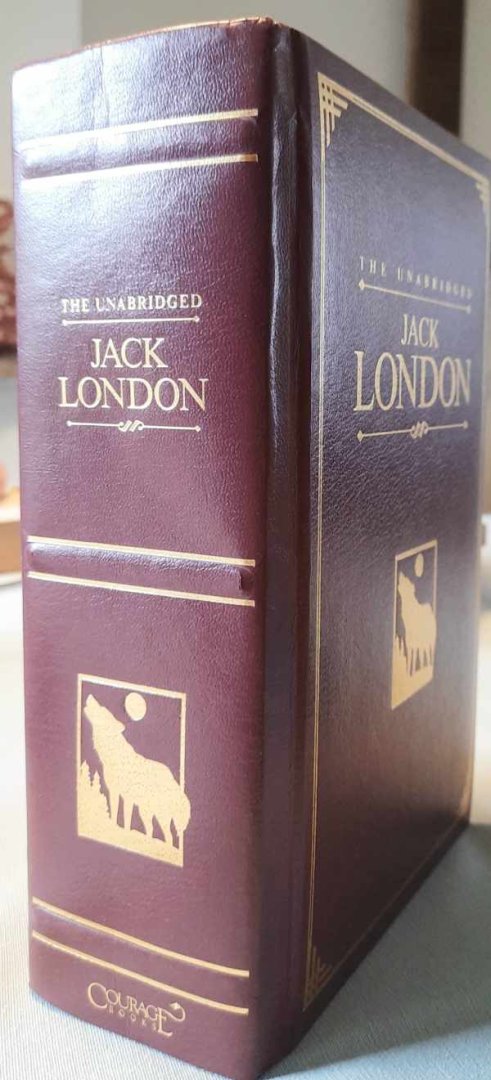 THE UNABRIDGED
JACK
LONDON
COURAGE
BOOKS
THE UNABRIDGED
JACK
LONDON